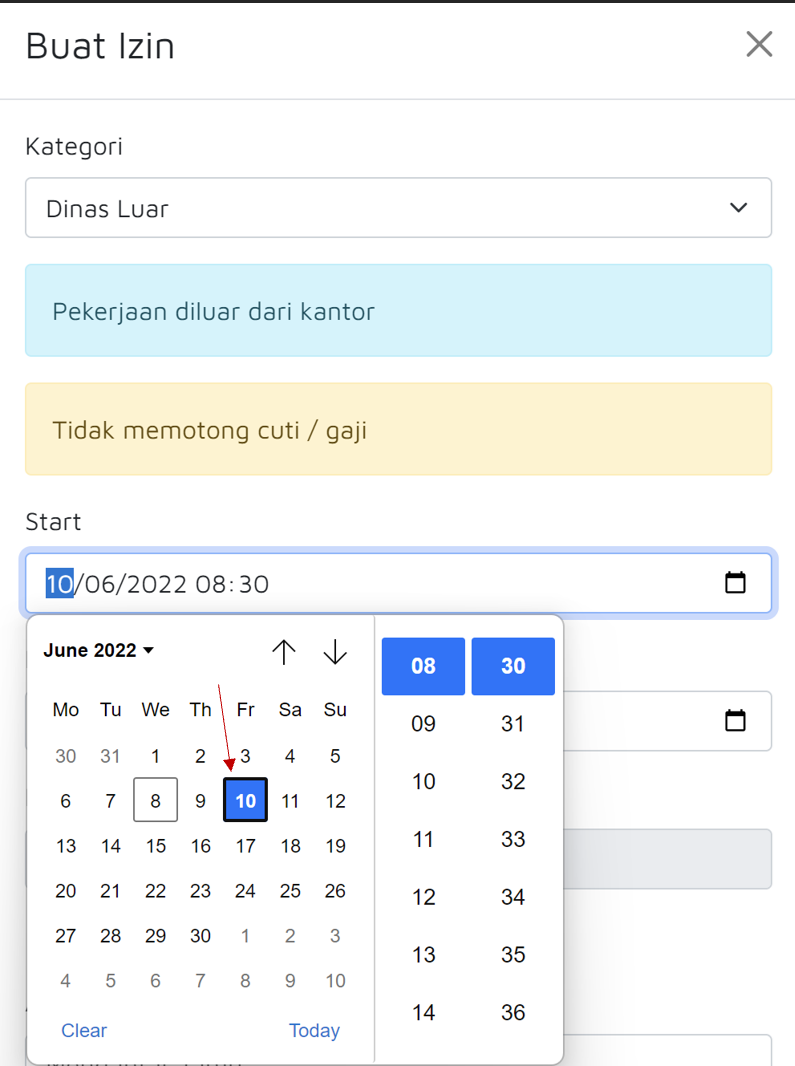 Buat Izin
Kategori
Dinas Luar
Pekerjaan diluar dari kantor
Tidak memotong cuti / gaji
Start
10/06/2022 08:30
June 2022
08 30
Mo Tu We Th Fr Sa Su
09 31
30 31 1 2 3 4 5
10 32
6 7 8 9 10 11 12
11 33
13 14 15 16 17 18 19
20 21 22 23 24 25 26
12 34
27 28 29 30 1 2 3
13 35
4 5 6 7 8 9 10
14 36
Clear Today